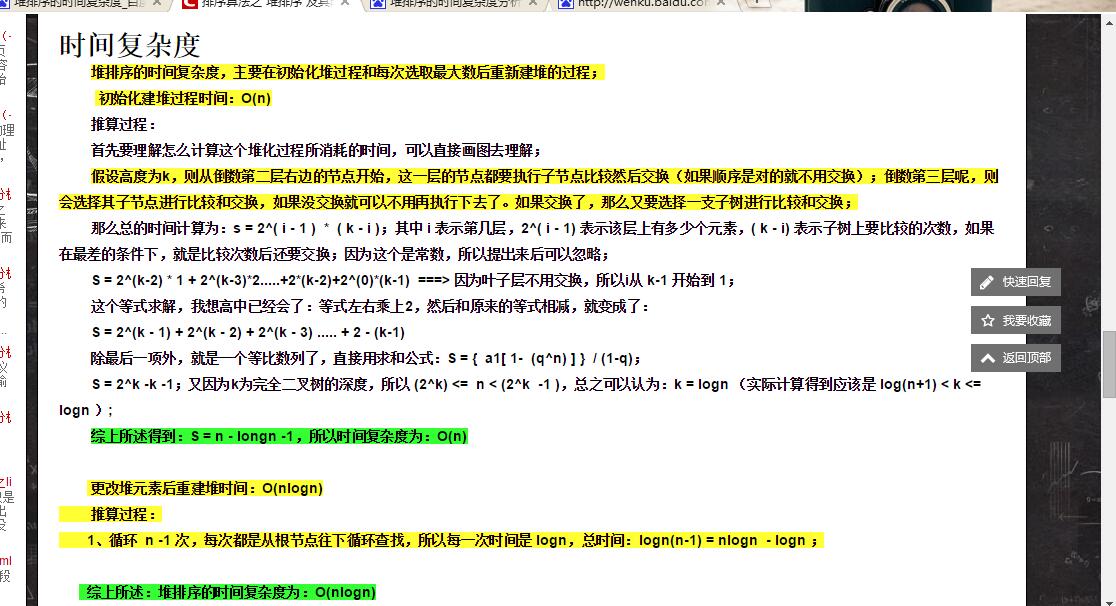 堆排序的时间复杂度_百
排序算法之 堆排序 及其
堆排序的时间复杂度分析
http://wenku.baidu.co
时间复杂度
堆排序的时间复杂度，主要在初始化堆过程和每次选取最大数后重新建堆的过程；
初始化建堆过程时间：O(n)
推算过程：
首先要理解怎么计算这个堆化过程所消耗的时间，可以直接画图去理解；
假设高度为k，则从倒数第二层右边的节点开始，这一层的节点都要执行子节点比较然后交换（如果顺序是对的就不用交换）；倒数第三层呢，则
会选择其子节点进行比较和交换，如果没交换就可以不用再执行下去了。如果交换了，那么又要选择一支子树进行比较和交换；
那么总的时间计算为：s = 2^( i - 1 ) * ( k - i )；其中 i 表示第几层，2^( i - 1) 表示该层上有多少个元素，( k - i) 表示子树上要比较的次数，如果
在最差的条件下，就是比较次数后还要交换；因为这个是常数，所以提出来后可以忽略；
S = 2^(k-2) * 1 + 2^(k-3)*2.....+2*(k-2)+2^(0)*(k-1) ===> 因为叶子层不用交换，所以i从 k-1 开始到 1；
这个等式求解，我想高中已经会了：等式左右乘上2，然后和原来的等式相减，就变成了：
S = 2^(k - 1) + 2^(k - 2) + 2^(k - 3) ..... + 2 - (k-1)
除最后一项外，就是一个等比数列了，直接用求和公式：S = { a1[ 1- (q^n) ] } / (1-q)；
S = 2^k -k -1；又因为k为完全二叉树的深度，所以 (2^k) <= n < (2^k -1 )，总之可以认为：k = logn （实际计算得到应该是 log(n+1) < k <=
logn ）;
综上所述得到：S = n - longn -1，所以时间复杂度为：O(n)
更改堆元素后重建堆时间：O(nlogn)
推算过程：
1、循环 n -1 次，每次都是从根节点往下循环查找，所以每一次时间是 logn，总时间：logn(n-1) = nlogn - logn ；
综上所述：堆排序的时间复杂度为：O(nlogn)
快速回复
我要收藏
返回顶部